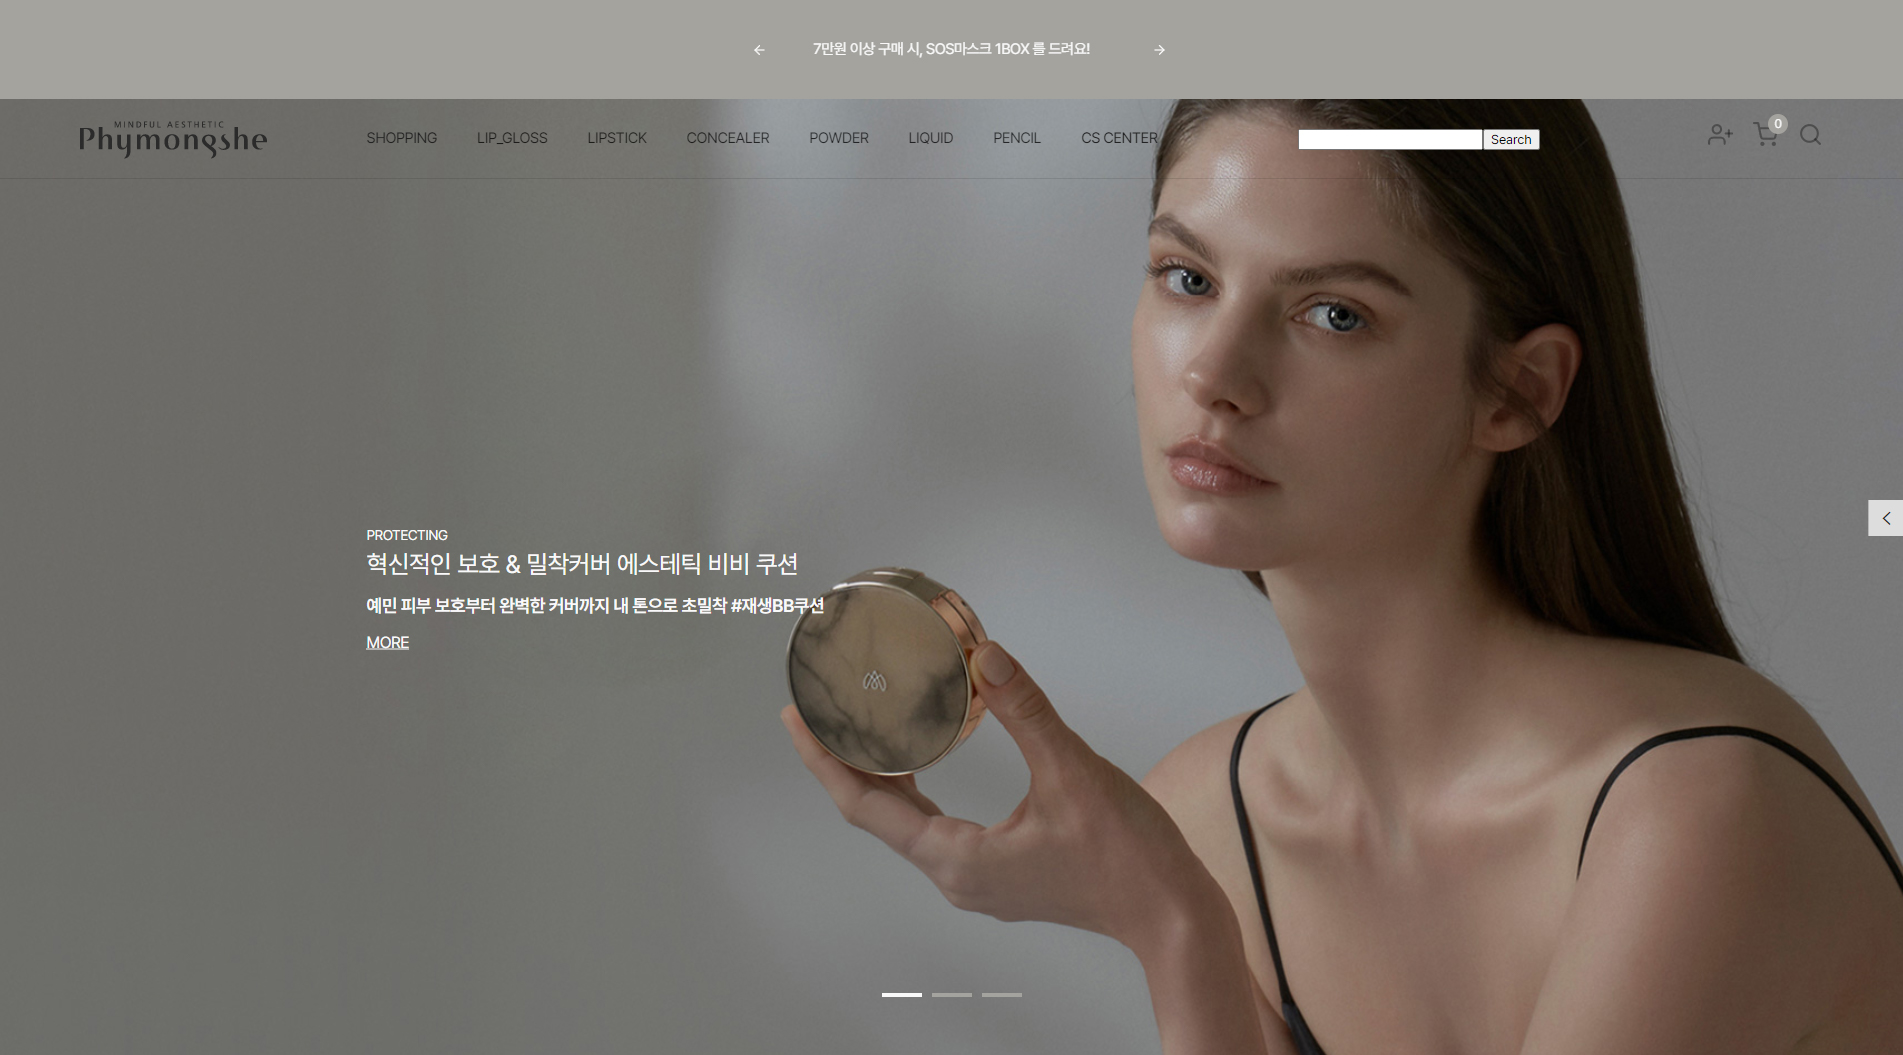 7만원 이상 구매 시, SOS마스크 1BOX 를 드려요!
MINDFUL AESTHETIC
Phymongshe
SHOPPING LIP_GLOSS LIPSTICK CONCEALER POWDER LIQUID PENCIL CS CENTER Search 0
PROTECTING
혁신적인 보호 & 밀착커버 에스테틱 비비 쿠션
예민 피부 보호부터 완벽한 커버까지 내 톤으로 초밀착 #재생BB쿠션
MORE